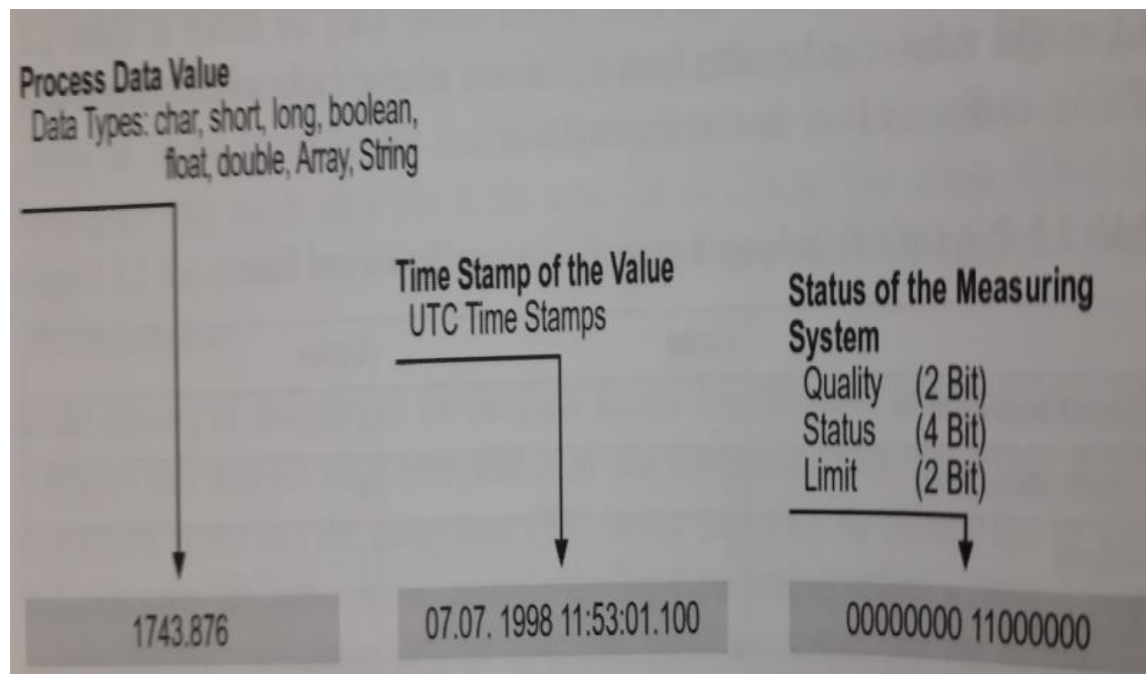 Process Data Value
Data Types: char, short, long, boolean,
float, double, Array, String
Time Stamp of the Value
UTC Time Stamps
Status of the Measuring
System
Quality (2 Bit)
Status (4 Bit)
Limit (2 Bit)
1743.876
07.07. 1998 11:53:01.100
00000000 11000000